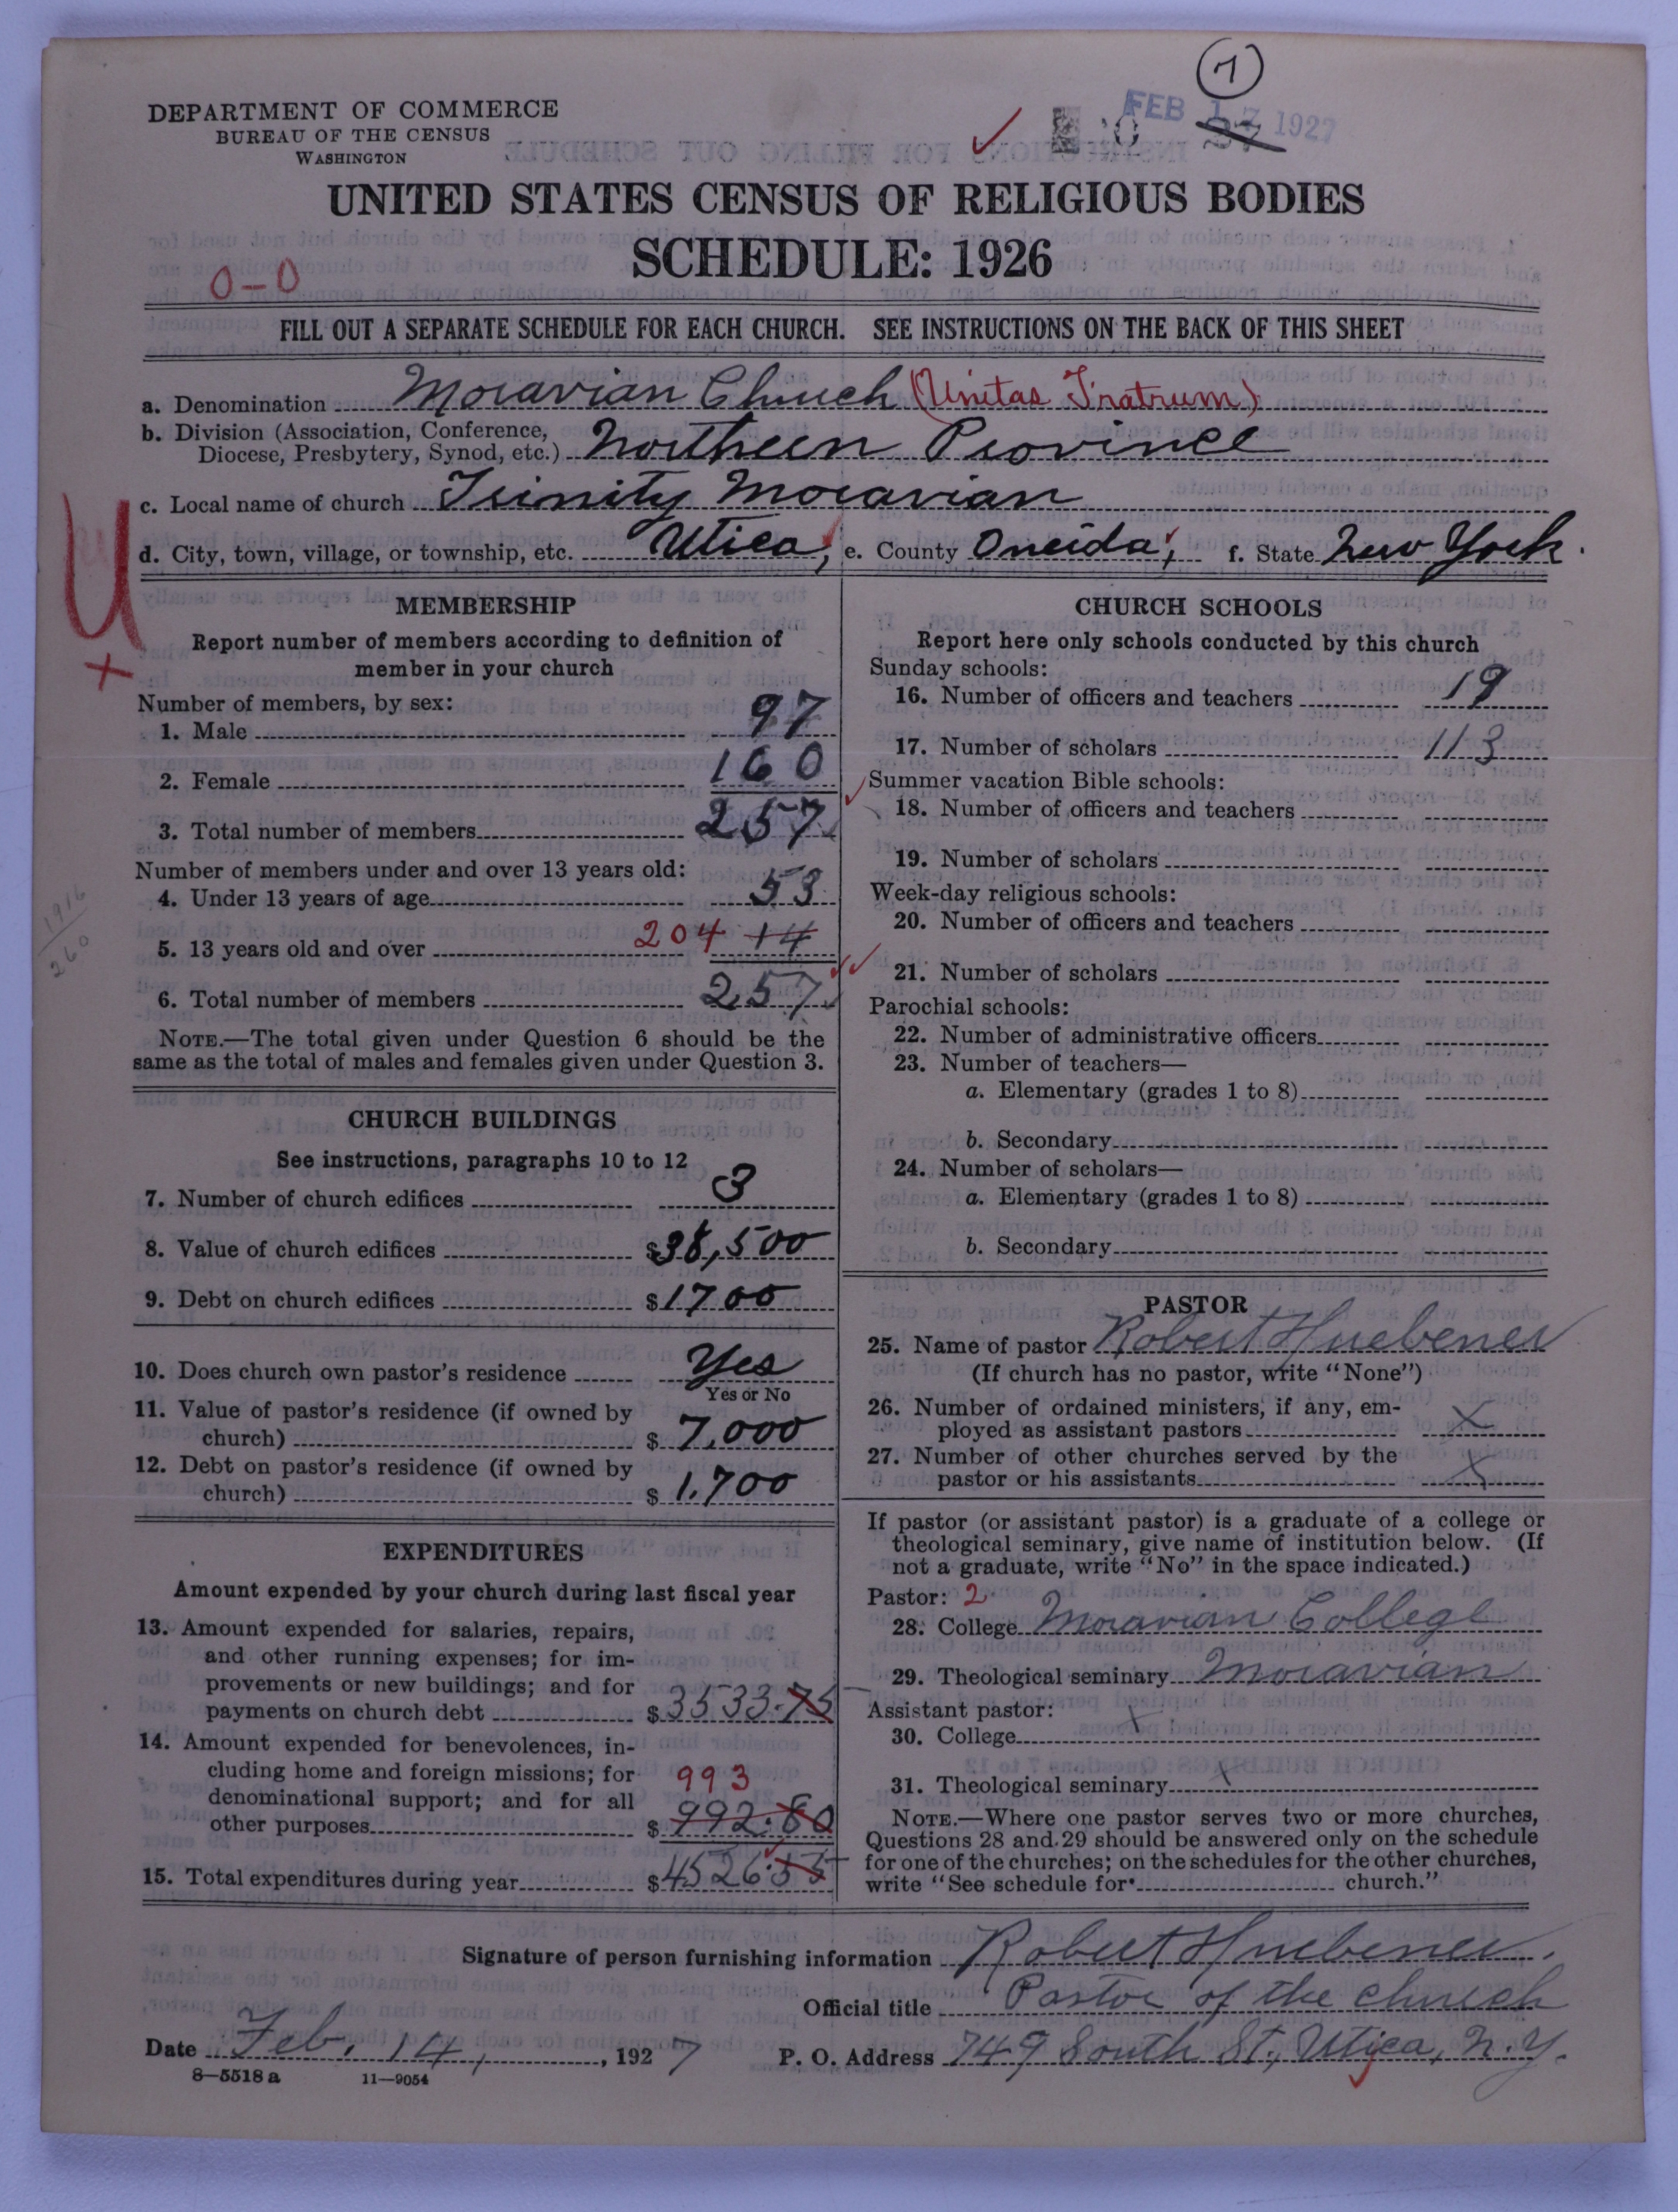 7
DEPARTMENT OF COMMERCE
BUREAU OF THE CENSUS
WASHINGTON
FEB 17 1927
UNITED STATES CENSUS OF RELIGIOUS BODIES
SCHEDULE: 1926
0-0
FILL OUT A SEPARATE SCHEDULE FOR EACH CHURCH. SEE INSTRUCTIONS ON THE BACK OF THIS SHEET
a. Denomination Moravian Church (Unitas Fratrum)
b. Division (Association, Conference,
Diocese, Presbytery, Synod, etc.) Northern Province
c. Local name of church Trinity Moravian
d. City, town, village, or township, etc. Utica, e. County Oneida, f. State New York.
U
x
MEMBERSHIP
Report number of members according to definition of
member in your church
Number of members, by sex:
1. Male 97
2. Female 160
3. Total number of members 257
Number of members under and over 13 years old:
4. Under 13 years of age 53
5. 13 years old and over 204 14
6. Total number of members 257
1916
260
NOTE.—The total given under Question 6 should be the
same as the total of males and females given under Question 3.
CHURCH BUILDINGS
See instructions, paragraphs 10 to 12
7. Number of church edifices 3
8. Value of church edifices $38,500
9. Debt on church edifices $1700
10. Does church own pastor's residence Yes
Yes or No
11. Value of pastor's residence (if owned by
church) $7,000
12. Debt on pastor's residence (if owned by
church) $1,700
EXPENDITURES
Amount expended by your church during last fiscal year
13. Amount expended for salaries, repairs,
and other running expenses; for im-
provements or new buildings; and for
payments on church debt $3533.75
14. Amount expended for benevolences, in-
cluding home and foreign missions; for 993
denominational support; and for all
other purposes $992.80
15. Total expenditures during year $4526.55
CHURCH SCHOOLS
Report here only schools conducted by this church
Sunday schools:
16. Number of officers and teachers 19
17. Number of scholars 113
Summer vacation Bible schools:
18. Number of officers and teachers
19. Number of scholars
Week-day religious schools:
20. Number of officers and teachers
21. Number of scholars
Parochial schools:
22. Number of administrative officers
23. Number of teachers—
a. Elementary (grades 1 to 8)
b. Secondary
24. Number of scholars—
a. Elementary (grades 1 to 8)
b. Secondary
PASTOR
25. Name of pastor Robert Huebener
(If church has no pastor, write "None")
26. Number of ordained ministers, if any, em-
ployed as assistant pastors x
27. Number of other churches served by the
pastor or his assistants x
If pastor (or assistant pastor) is a graduate of a college or
theological seminary, give name of institution below. (If
not a graduate, write "No" in the space indicated.)
Pastor: 2
28. College Moravian College
29. Theological seminary Moravian
Assistant pastor: x
30. College
31. Theological seminary x
NOTE.—Where one pastor serves two or more churches,
Questions 28 and 29 should be answered only on the schedule
for one of the churches; on the schedules for the other churches,
write "See schedule for church."
Signature of person furnishing information Robert Huebener.
Official title Pastor of the church
Date Feb. 14, 1927 P. O. Address 749 South St., Utica, N.Y.
8—5518a 11—9054